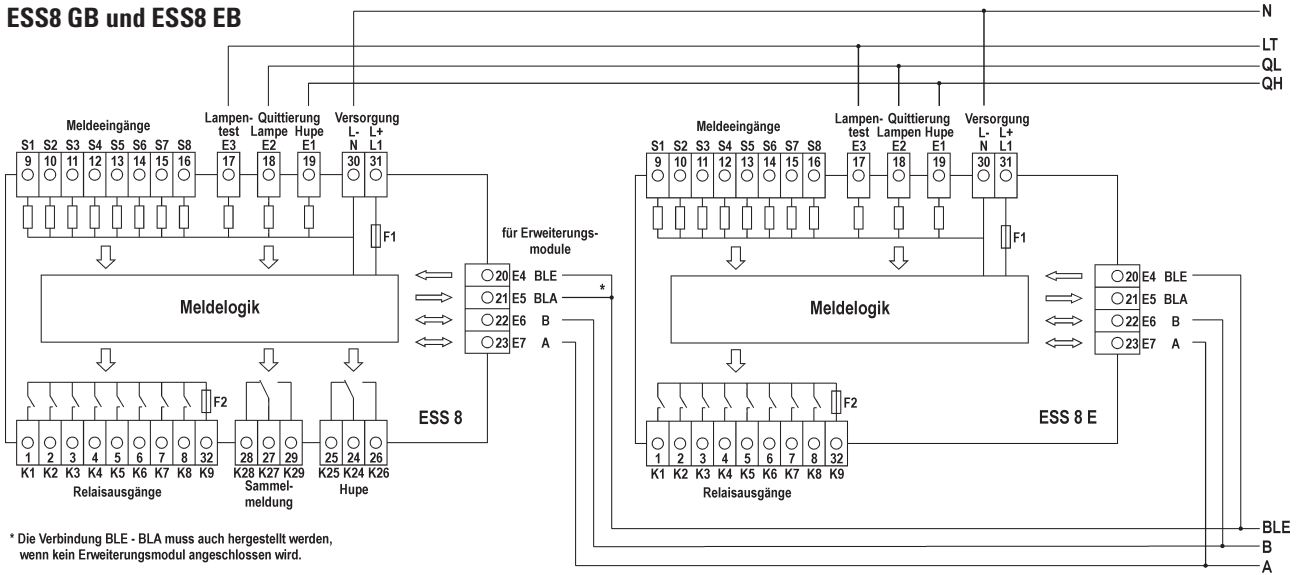 ESS8 GB und ESS8 EB
N
LT
QL
QH
Meldeeingänge
Lampen-
test
Quittierung
Lampe Hupe
Versorgung
L- L+
S1 S2 S3 S4 S5 S6 S7 S8 E3 E2 E1 N L1
9 10 11 12 13 14 15 16 17 18 19 30 31
F1
Meldelogik
für Erweiterungs-
module
20 E4 BLE
*
21 E5 BLA
22 E6 B
23 E7 A
F2
ESS 8
1 2 3 4 5 6 7 8 32 28 27 29 25 24 26
K1 K2 K3 K4 K5 K6 K7 K8 K9 K28 K27 K29 K25 K24 K26
Relaisausgänge
Sammel-
meldung
Hupe
Meldeeingänge
Lampen-
test
Quittierung
Lampen Hupe
Versorgung
L- L+
S1 S2 S3 S4 S5 S6 S7 S8 E3 E2 E1 N L1
9 10 11 12 13 14 15 16 17 18 19 30 31
F1
Meldelogik
20 E4 BLE
21 E5 BLA
22 E6 B
23 E7 A
F2
ESS 8 E
1 2 3 4 5 6 7 8 32
K1 K2 K3 K4 K5 K6 K7 K8 K9
Relaisausgänge
* Die Verbindung BLE - BLA muss auch hergestellt werden,
wenn kein Erweiterungsmodul angeschlossen wird.
BLE
B
A